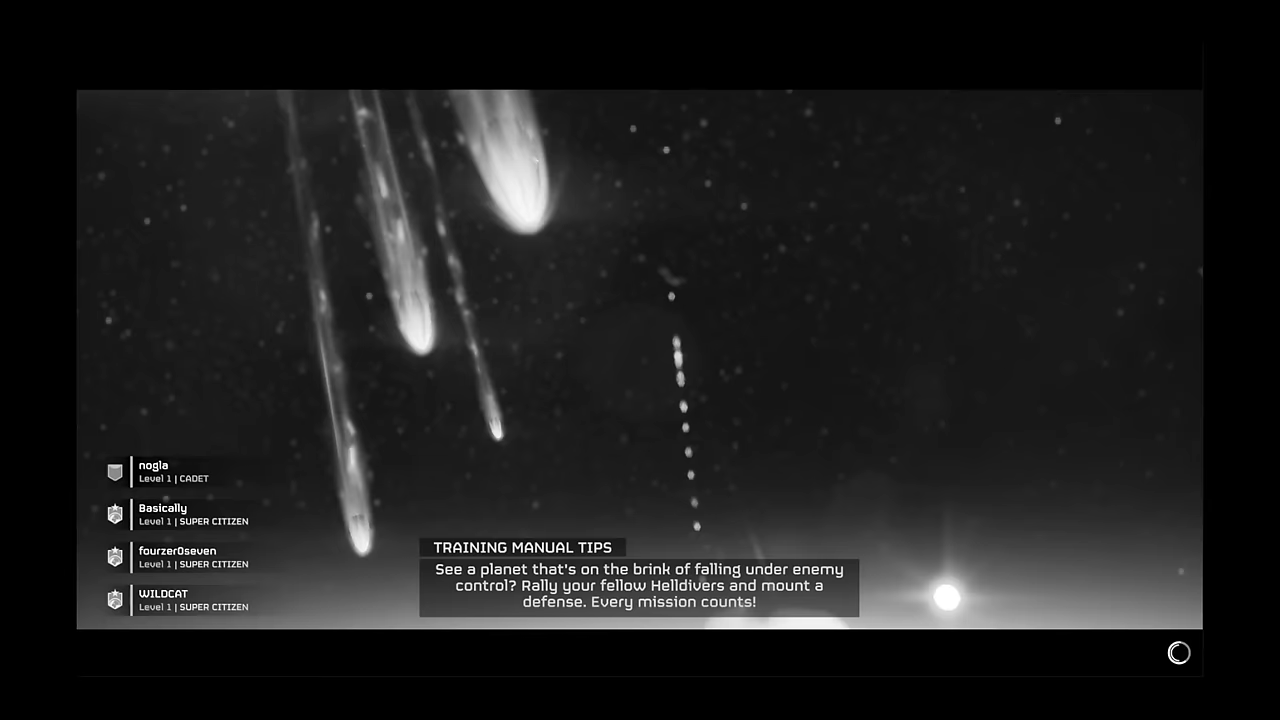 nogla
Level 1 | CADET
Basically
Level 1 | SUPER CITIZEN
fourzer0seven
Level 1 | SUPER CITIZEN
WILDCAT
Level 1 | SUPER CITIZEN
TRAINING MANUAL TIPS
See a planet that's on the brink of falling under enemy
control? Rally your fellow Helldivers and mount a
defense. Every mission counts!